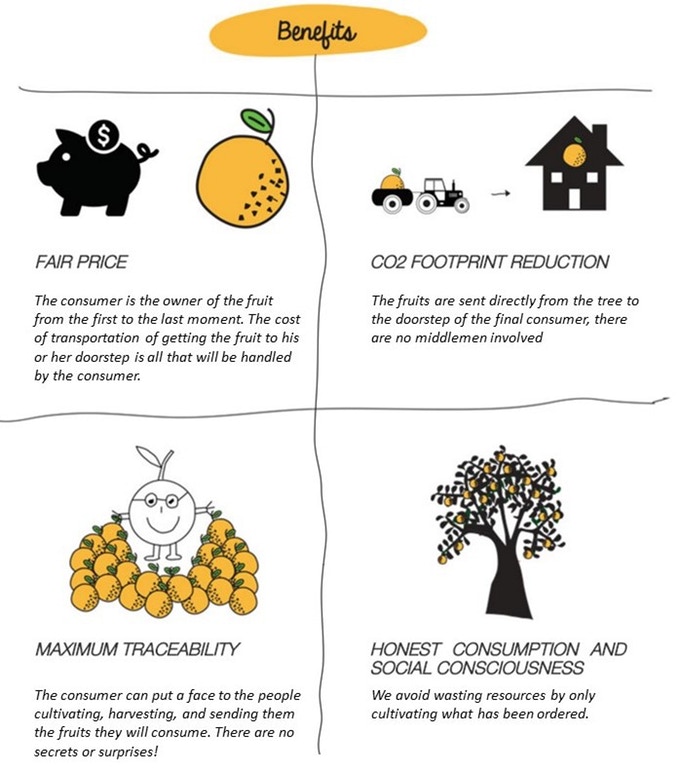 Benefits
$
FAIR PRICE
The consumer is the owner of the fruit
from the first to the last moment. The cost
of transportation of getting the fruit to his
or her doorstep is all that will be handled
by the consumer.
CO2 FOOTPRINT REDUCTION
The fruits are sent directly from the tree to
the doorstep of the final consumer, there
are no middlemen involved
MAXIMUM TRACEABILITY
The consumer can put a face to the people
cultivating, harvesting, and sending them
the fruits they will consume. There are no
secrets or surprises!
HONEST CONSUMPTION AND
SOCIAL CONSCIOUSNESS
We avoid wasting resources by only
cultivating what has been ordered.